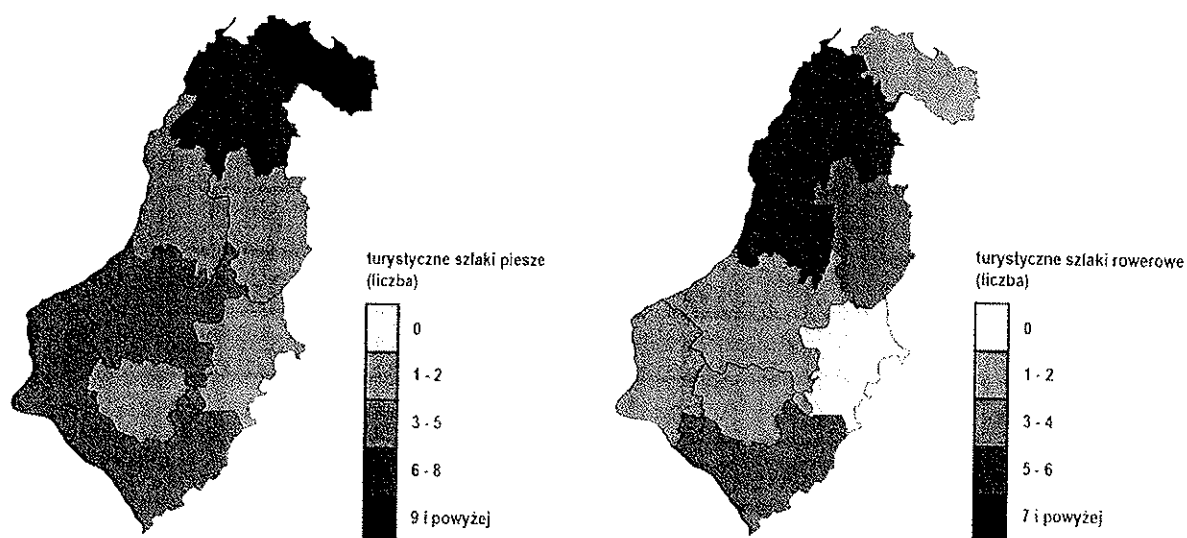 turystyczne szlaki piesze
(liczba)
0
1 - 2
3 - 5
6 - 8
9 i powyżej
turystyczne szlaki rowerowe
(liczba)
0
1 - 2
3 - 4
5 - 6
7 i powyżej